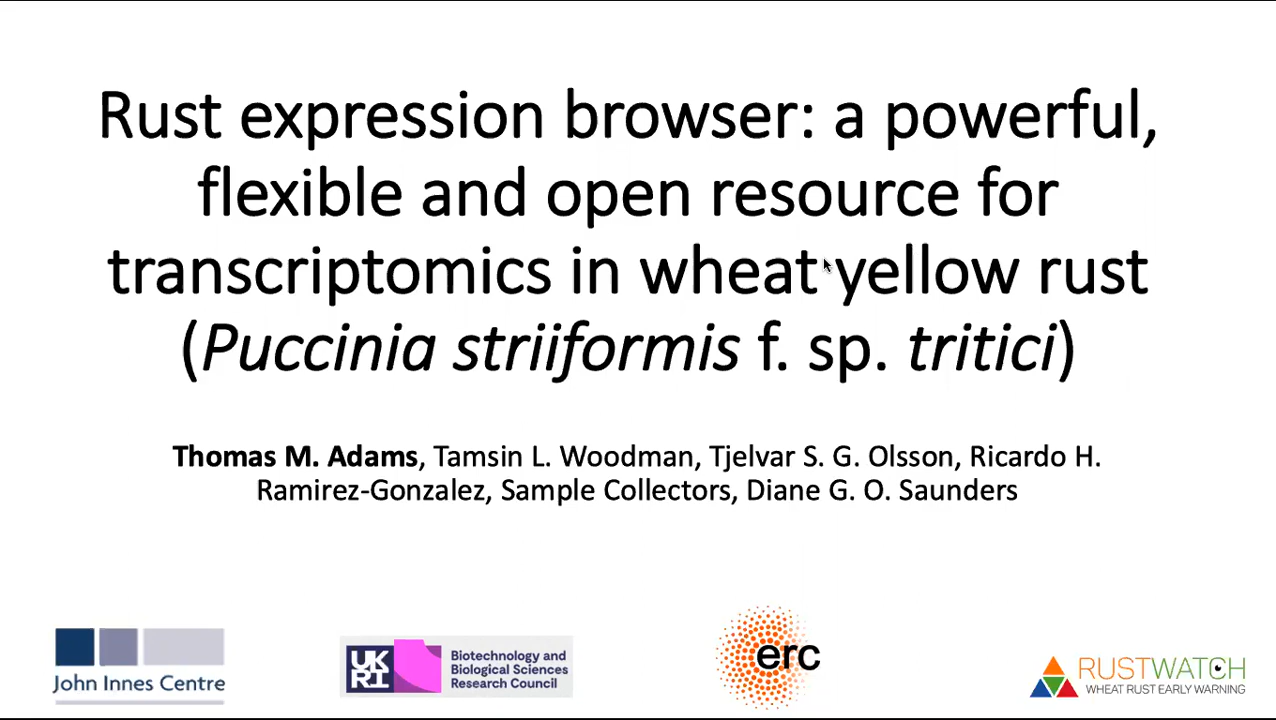 Rust expression browser: a powerful,
flexible and open resource for
transcriptomics in wheat yellow rust
(Puccinia striiformis f. sp. tritici)
Thomas M. Adams, Tamsin L. Woodman, Tjelvar S. G. Olsson, Ricardo H.
Ramirez-Gonzalez, Sample Collectors, Diane G. O. Saunders
John Innes Centre
UK
RI
Biotechnology and
Biological Sciences
Research Council
erc
RUSTWATCH
WHEAT RUST EARLY WARNING